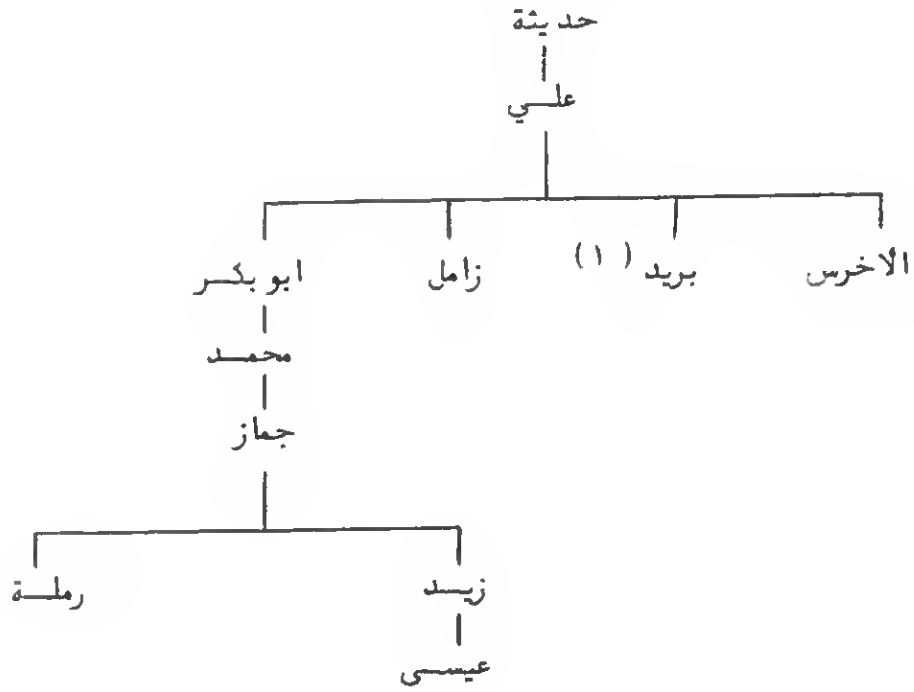 حديثة
علي
الاخرس بريد (١) زامل ابو بكر
محمد
جماز
زيد رملة
عيسى